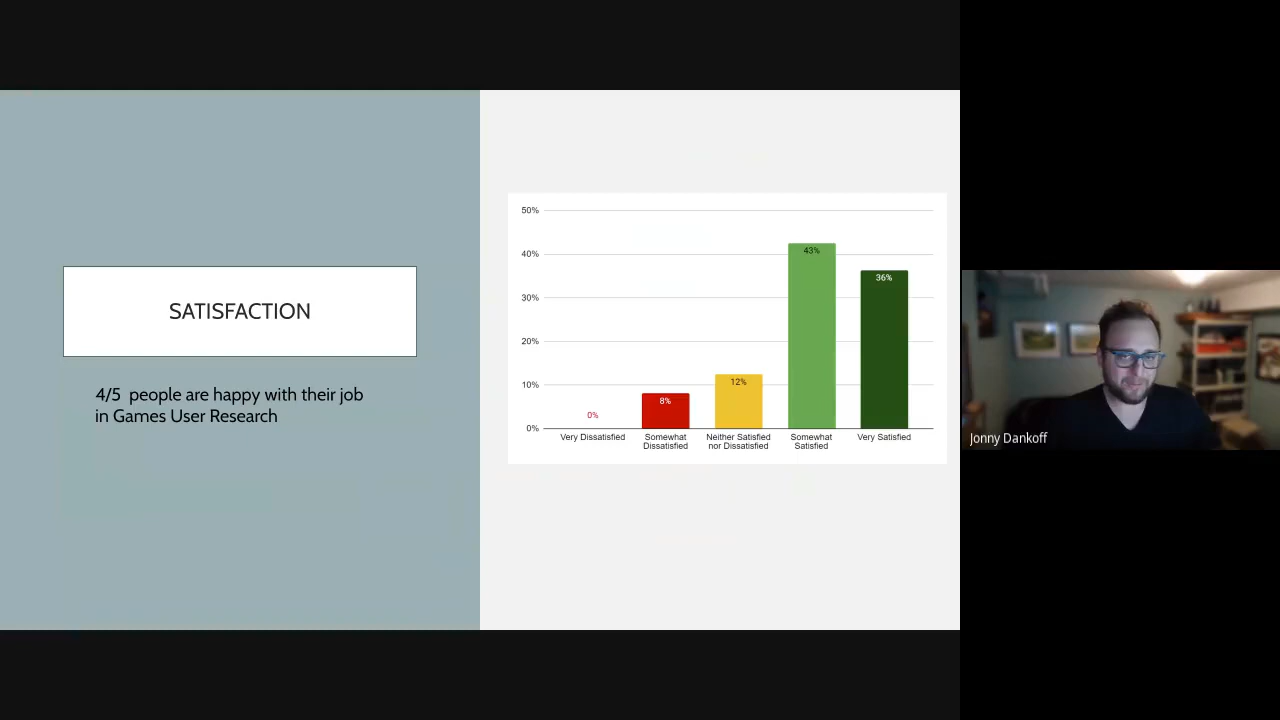 SATISFACTION
4/5 people are happy with their job
in Games User Research
50%
40%
30%
20%
10%
0%
0%
8%
12%
43%
36%
Very Dissatisfied
Somewhat
Dissatisfied
Neither Satisfied
nor Dissatisfied
Somewhat
Satisfied
Very Satisfied
Jonny Dankoff